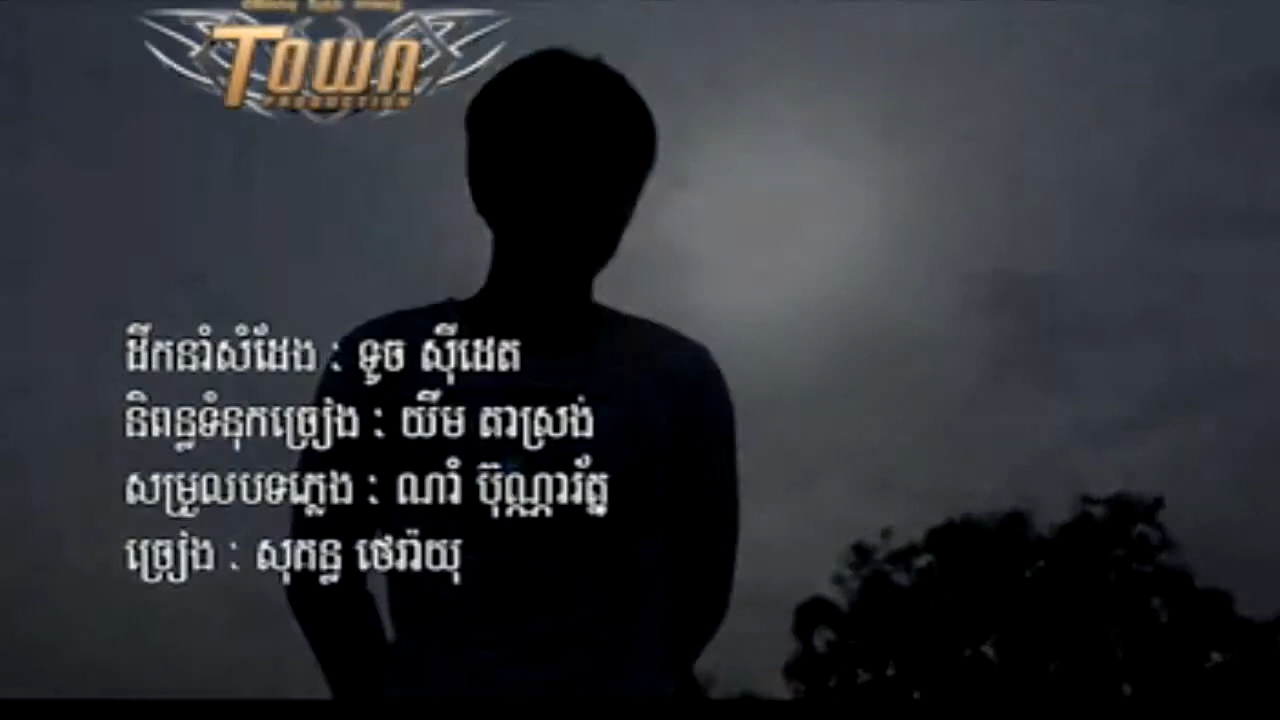 TOWN
PRODUCTION
ដឹកនាំសំដែង : ទូច ស៊ីដេត
និពន្ធទំនុកច្រៀង : យឹម តាស្រង់
សម្រួលបទភ្លេង : ណាំ ប៊ុណ្ណារ័ត្ន
ច្រៀង : សុគន្ធ ថេរ៉ាយុ